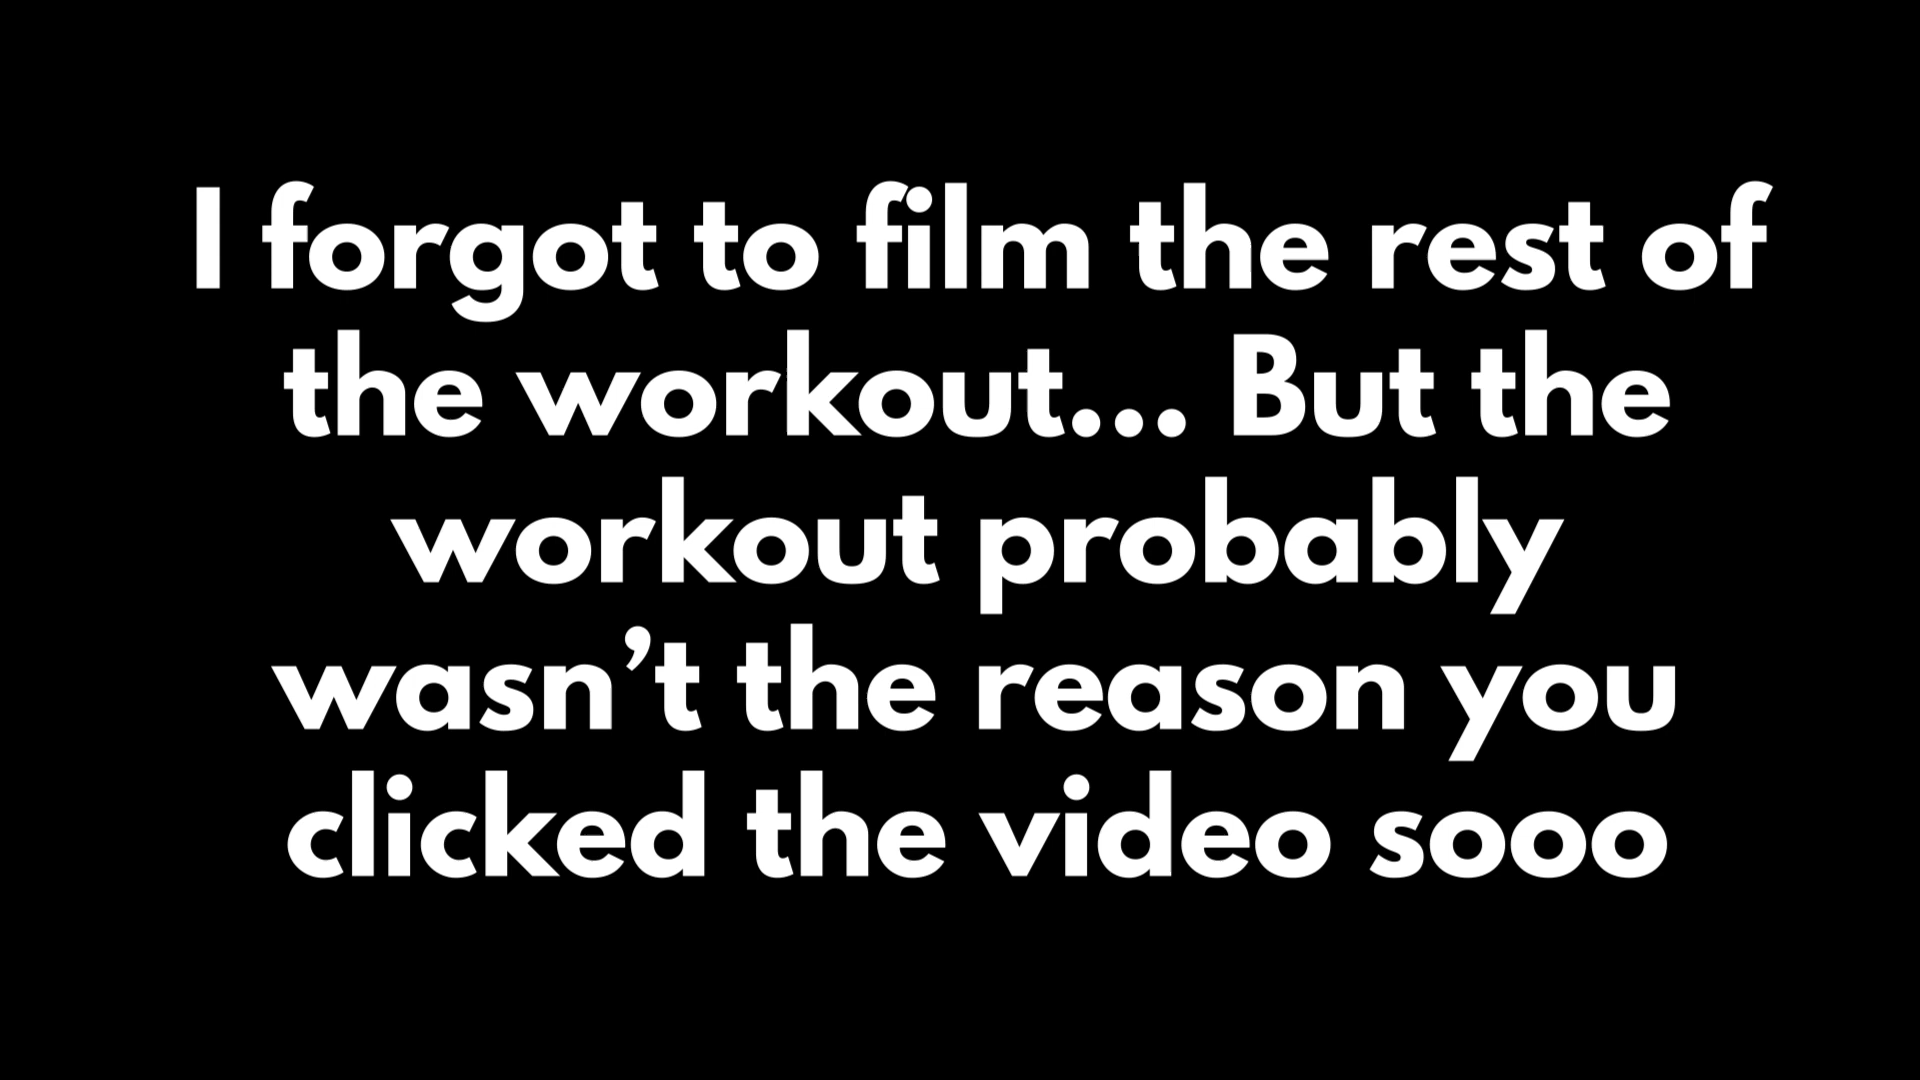 I forgot to film the rest of
the workout... But the
workout probably
wasn’t the reason you
clicked the video sooo